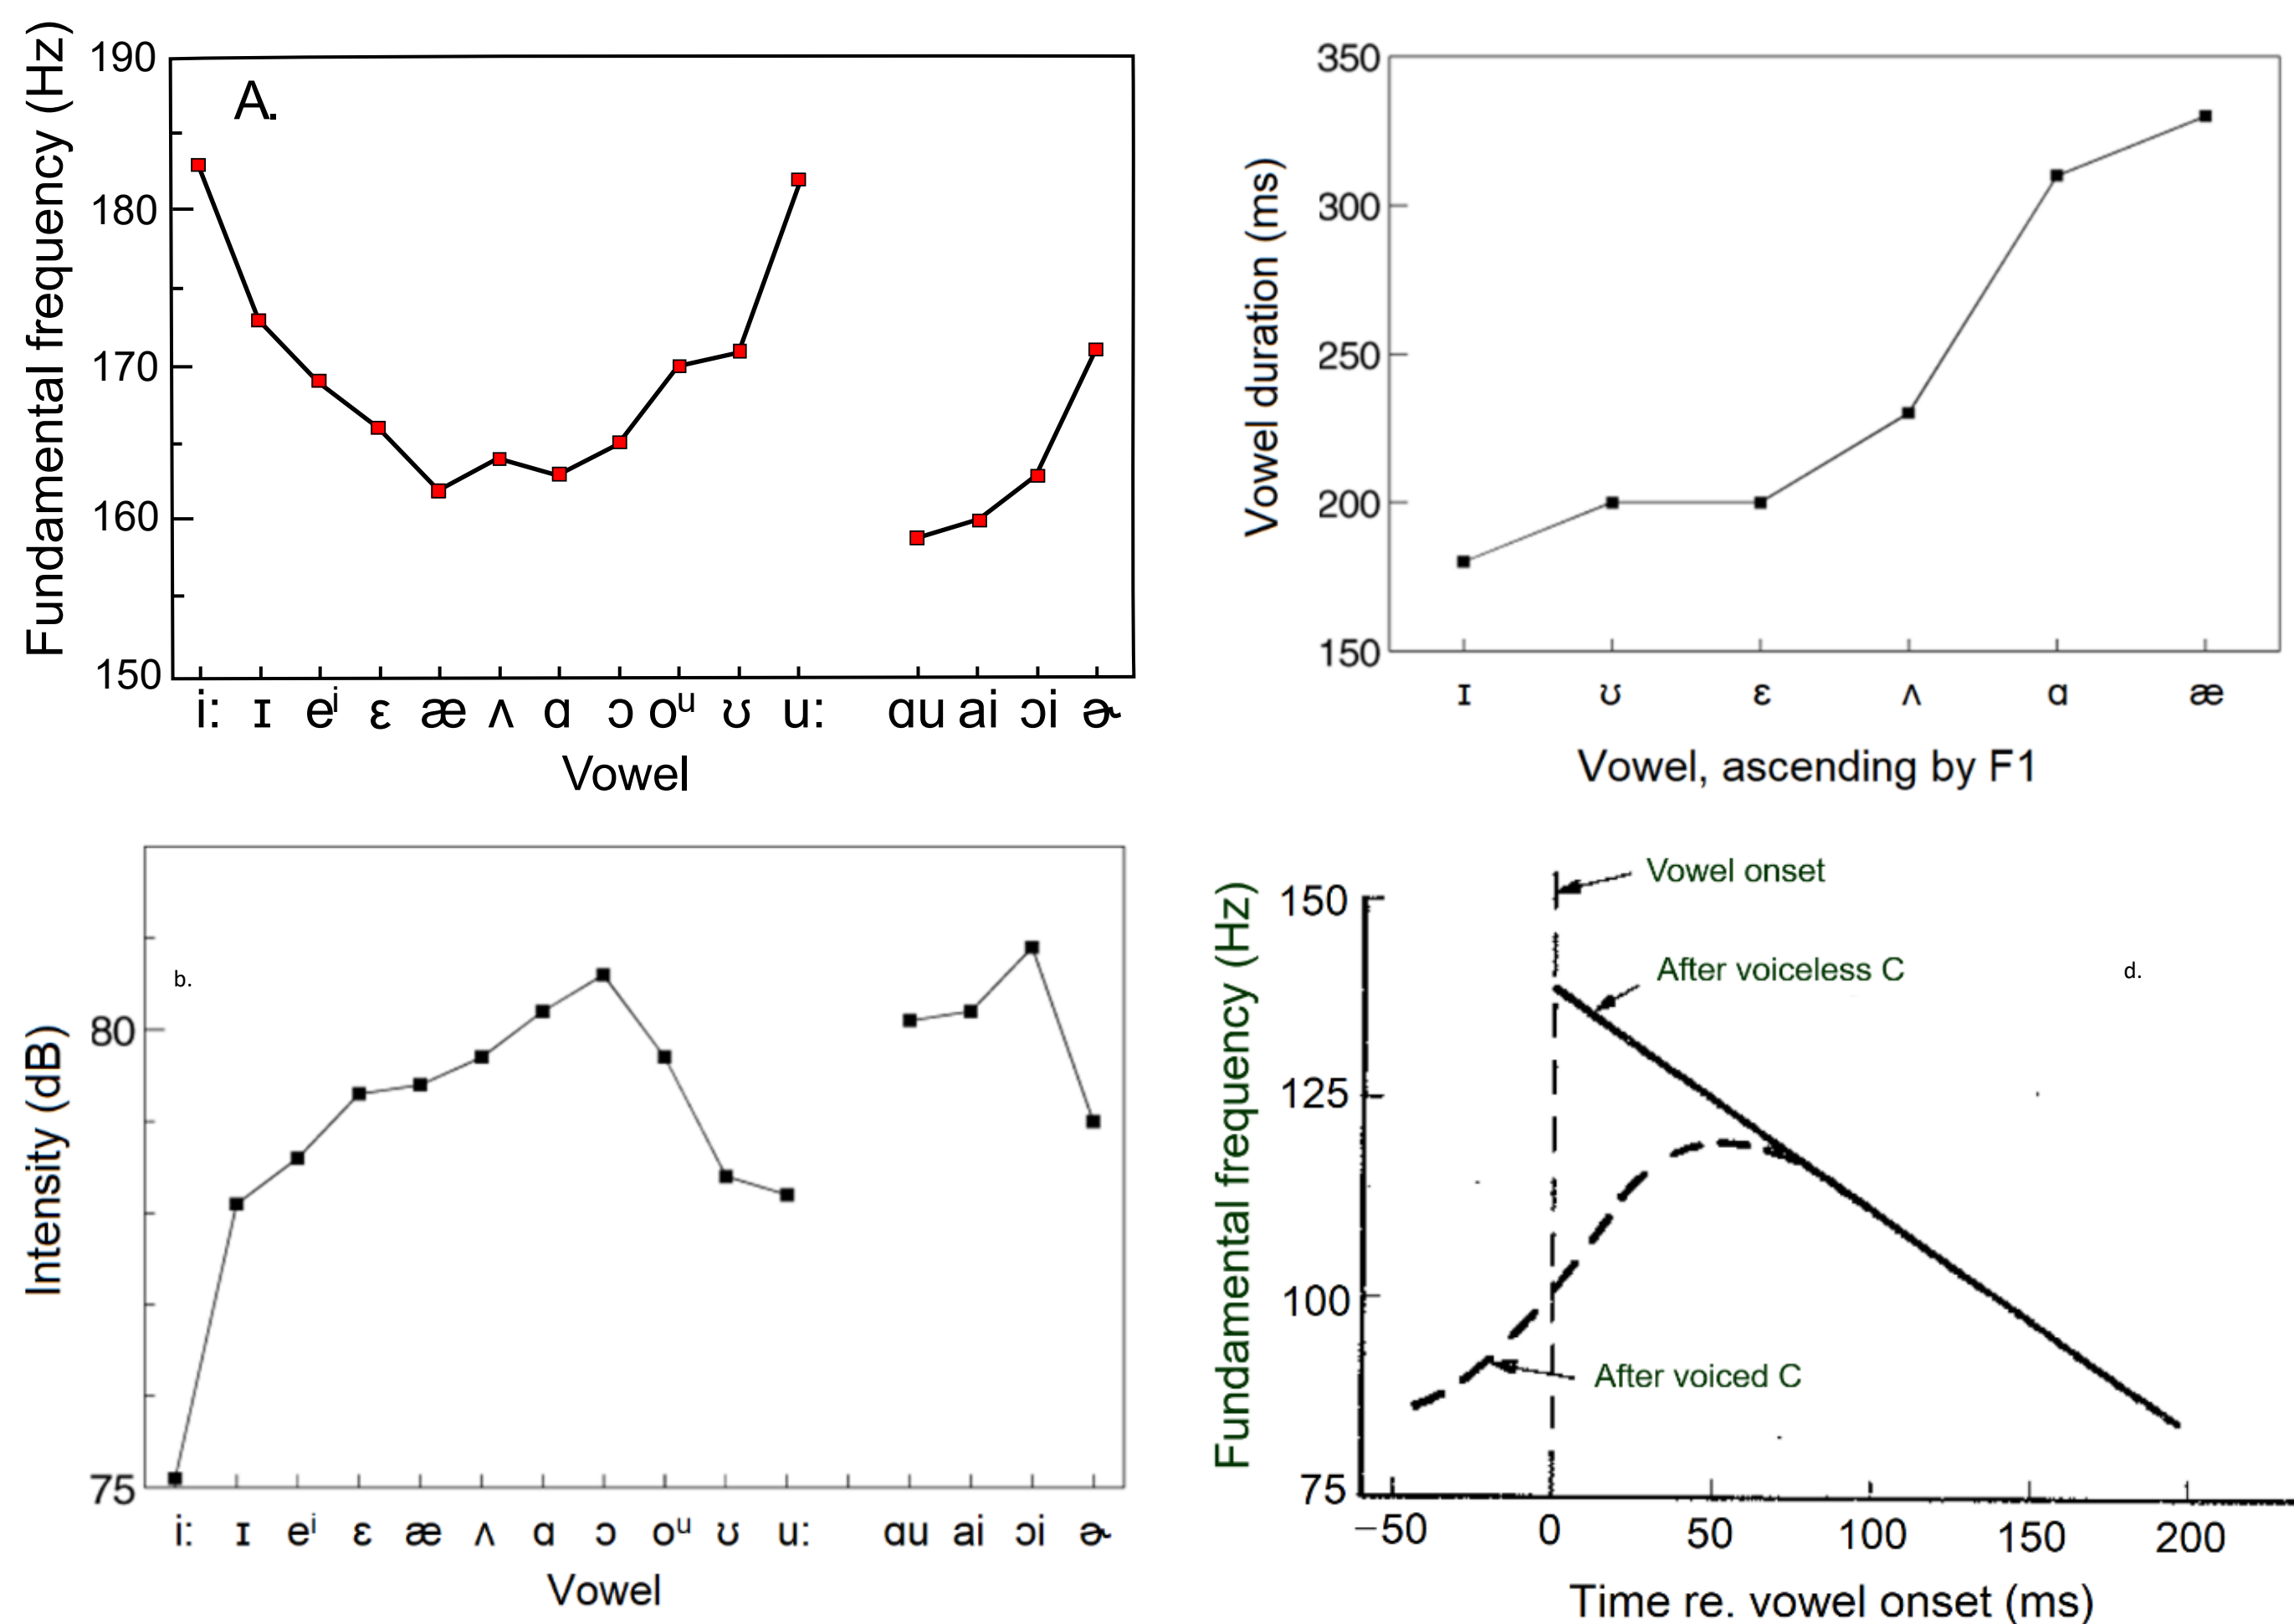 Fundamental frequency (Hz)
190
180
170
160
150
A.
i: ɪ eⁱ ɛ æ ʌ ɑ ɔ oᵘ ʊ u: ɑu ai ɔi ɚ
Vowel
Vowel duration (ms)
350
300
250
200
150
ɪ ʊ ɛ ʌ ɑ æ
Vowel, ascending by F1
Intensity (dB)
80
75
b.
i: ɪ eⁱ ɛ æ ʌ ɑ ɔ oᵘ ʊ u: ɑu ai ɔi ɚ
Vowel
Fundamental frequency (Hz)
150
125
100
75
Vowel onset
After voiceless C
d.
After voiced C
−50 0 50 100 150 200
Time re. vowel onset (ms)